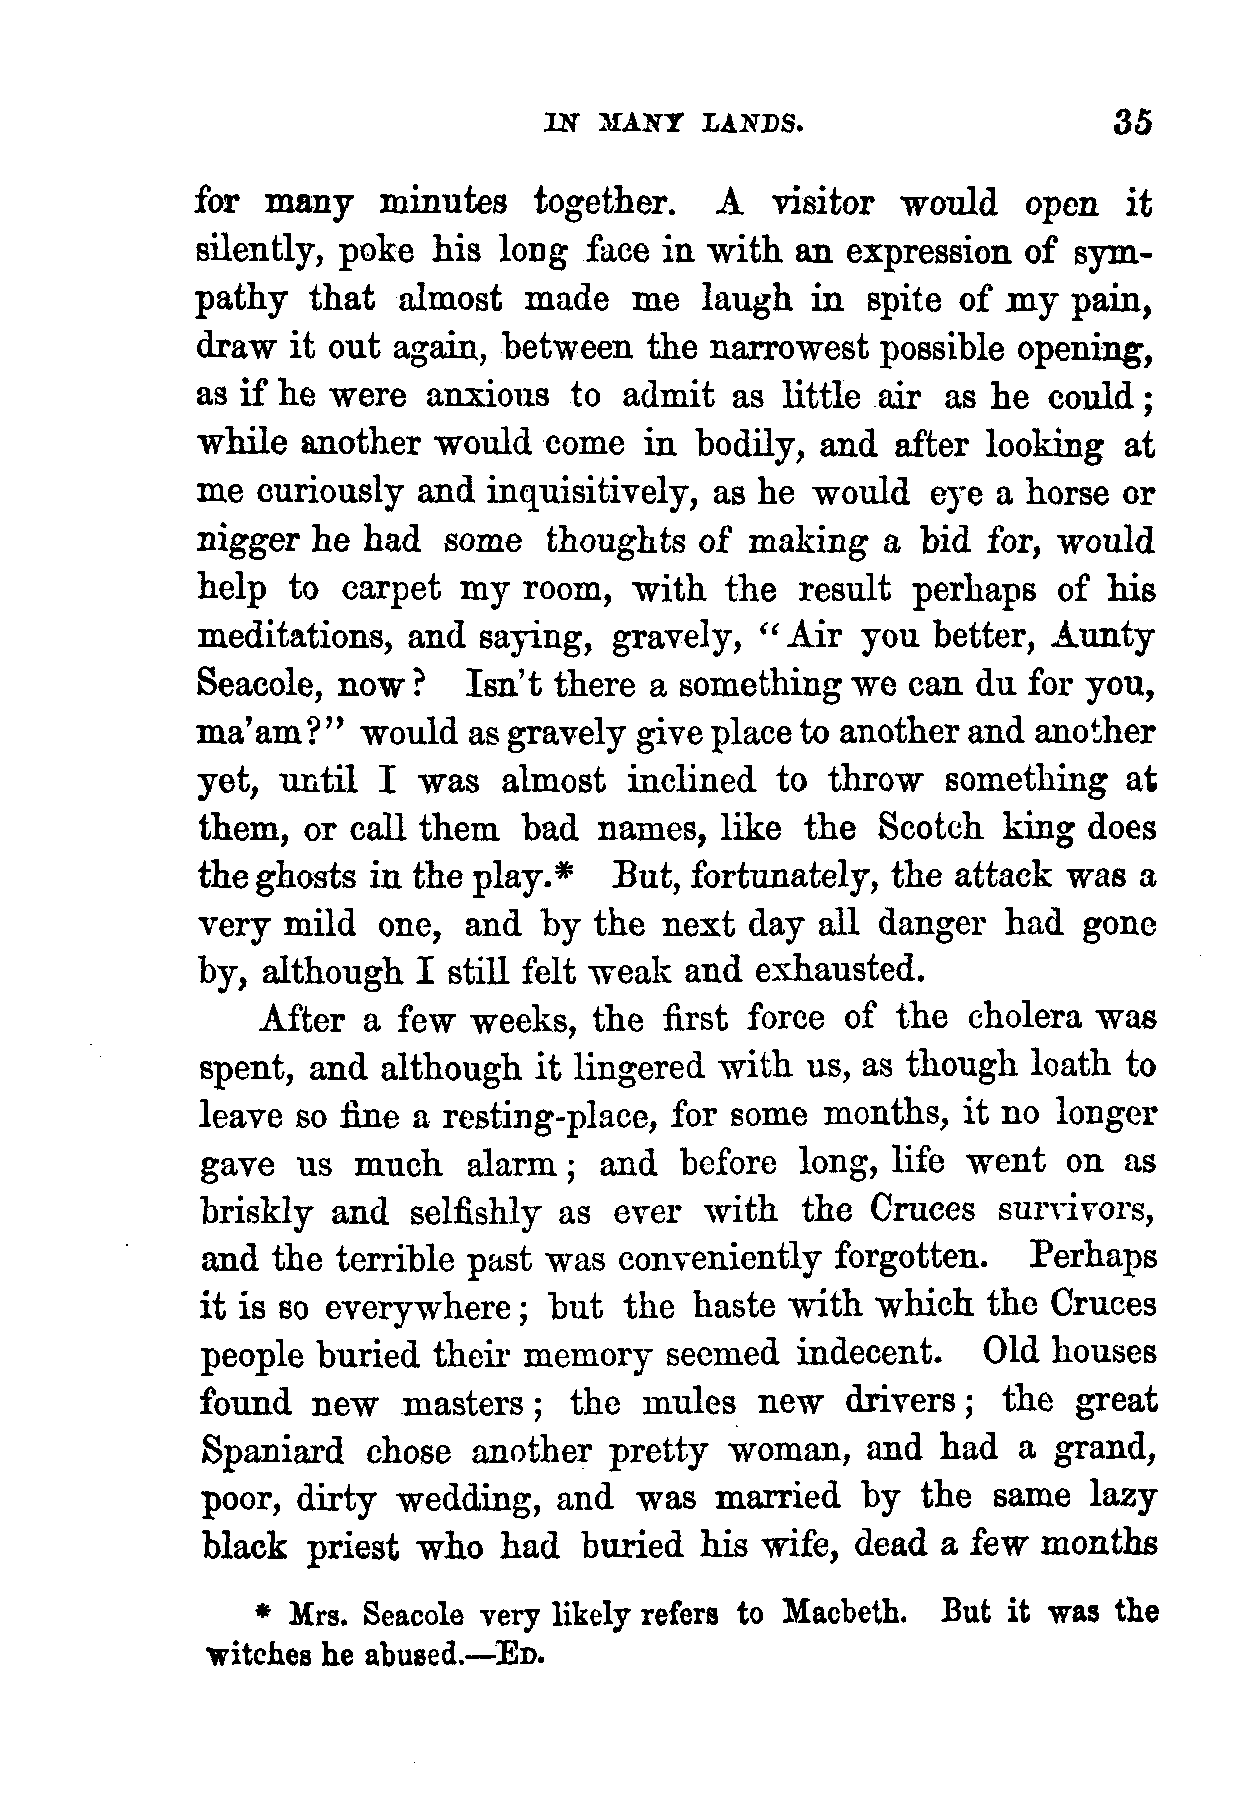 IN MANY LANDS. 35
for many minutes together. A visitor would open it
silently, poke his long face in with an expression of sym-
pathy that almost made me laugh in spite of my pain,
draw it out again, between the narrowest possible opening,
as if he were anxious to admit as little air as he could;
while another would come in bodily, and after looking at
me curiously and inquisitively, as he would eye a horse or
nigger he had some thoughts of making a bid for, would
help to carpet my room, with the result perhaps of his
meditations, and saying, gravely, “Air you better, Aunty
Seacole, now? Isn't there a something we can du for you,
ma'am?” would as gravely give place to another and another
yet, until I was almost inclined to throw something at
them, or call them bad names, like the Scotch king does
the ghosts in the play.* But, fortunately, the attack was a
very mild one, and by the next day all danger had gone
by, although I still felt weak and exhausted.
After a few weeks, the first force of the cholera was
spent, and although it lingered with us, as though loath to
leave so fine a resting-place, for some months, it no longer
gave us much alarm; and before long, life went on as
briskly and selfishly as ever with the Cruces survivors,
and the terrible past was conveniently forgotten. Perhaps
it is so everywhere; but the haste with which the Cruces
people buried their memory seemed indecent. Old houses
found new masters; the mules new drivers; the great
Spaniard chose another pretty woman, and had a grand,
poor, dirty wedding, and was married by the same lazy
black priest who had buried his wife, dead a few months
* Mrs. Seacole very likely refers to Macbeth. But it was the
witches he abused.—ED.